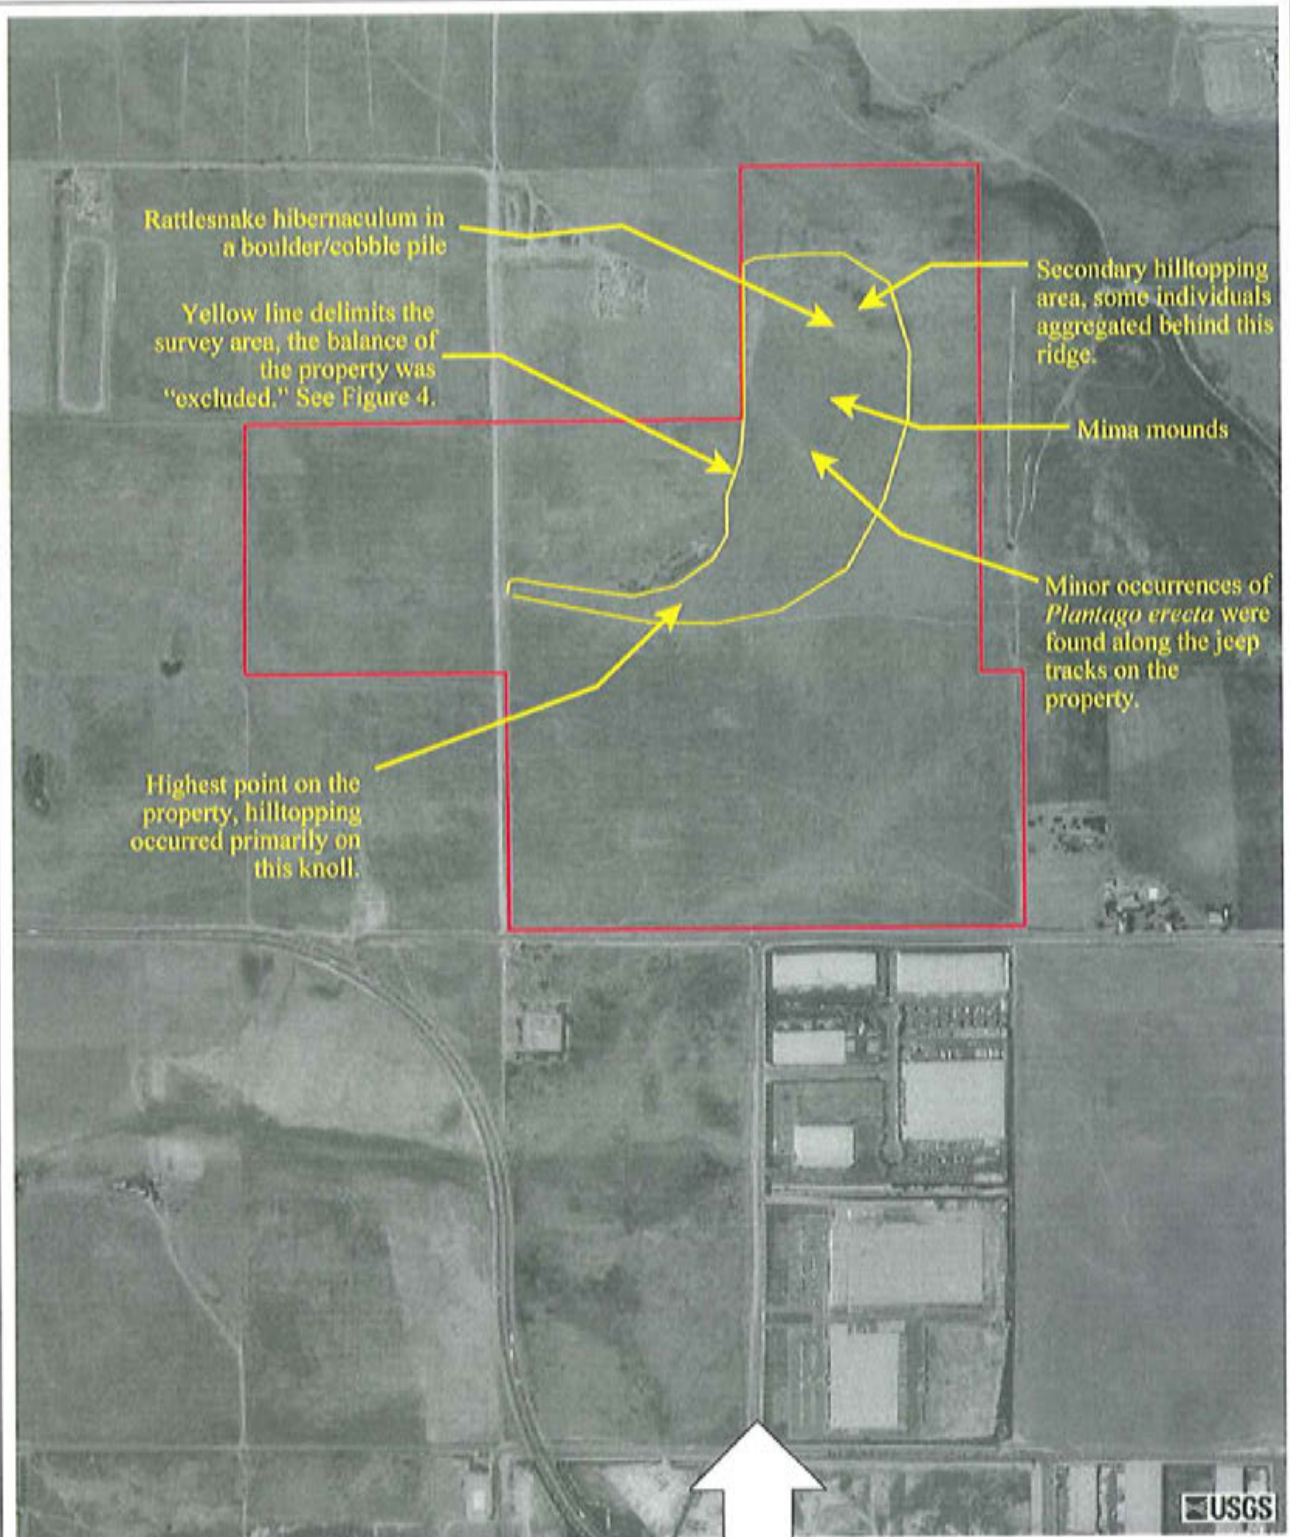 Rattlesnake hibernaculum in
a boulder/cobble pile
Secondary hilltopping
area, some individuals
aggregated behind this
ridge.
Yellow line delimits the
survey area, the balance of
the property was
“excluded.” See Figure 4.
Mima mounds
Minor occurrences of
Plantago erecta were
found along the jeep
tracks on the
property.
Highest point on the
property, hilltopping
occurred primarily on
this knoll.
USGS